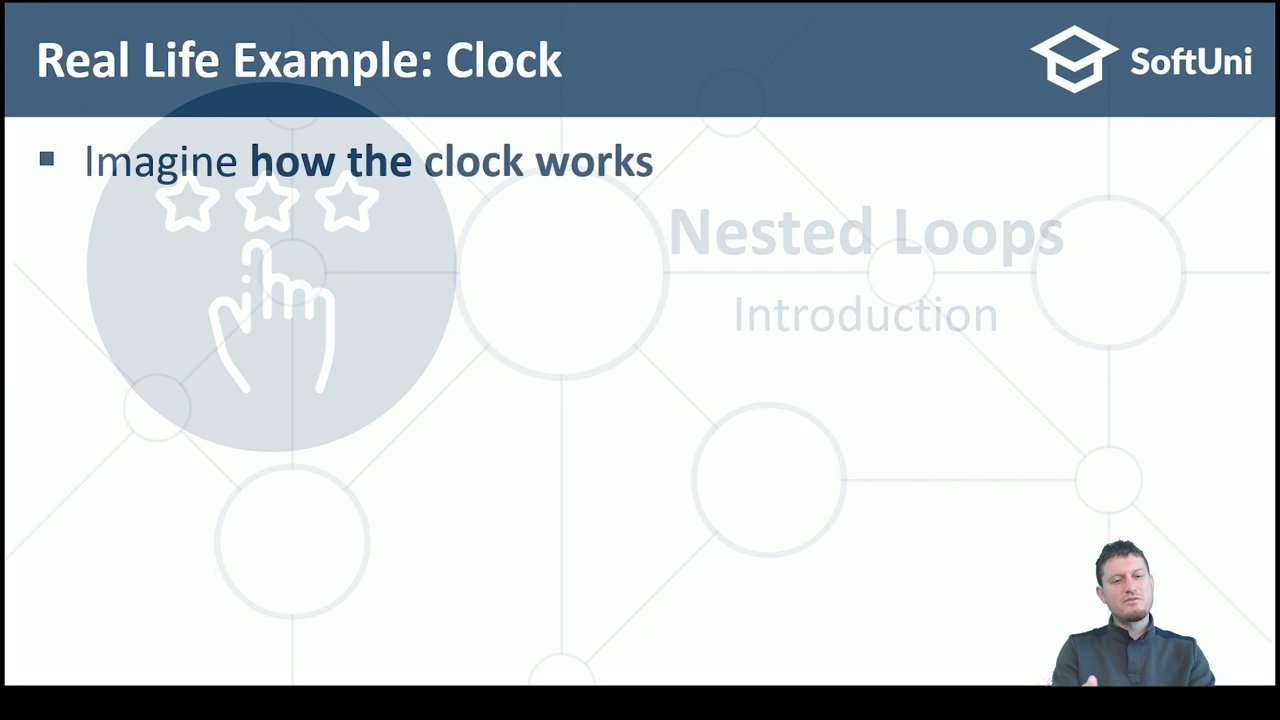 Real Life Example: Clock
SoftUni
Imagine how the clock works
Nested Loops
Introduction